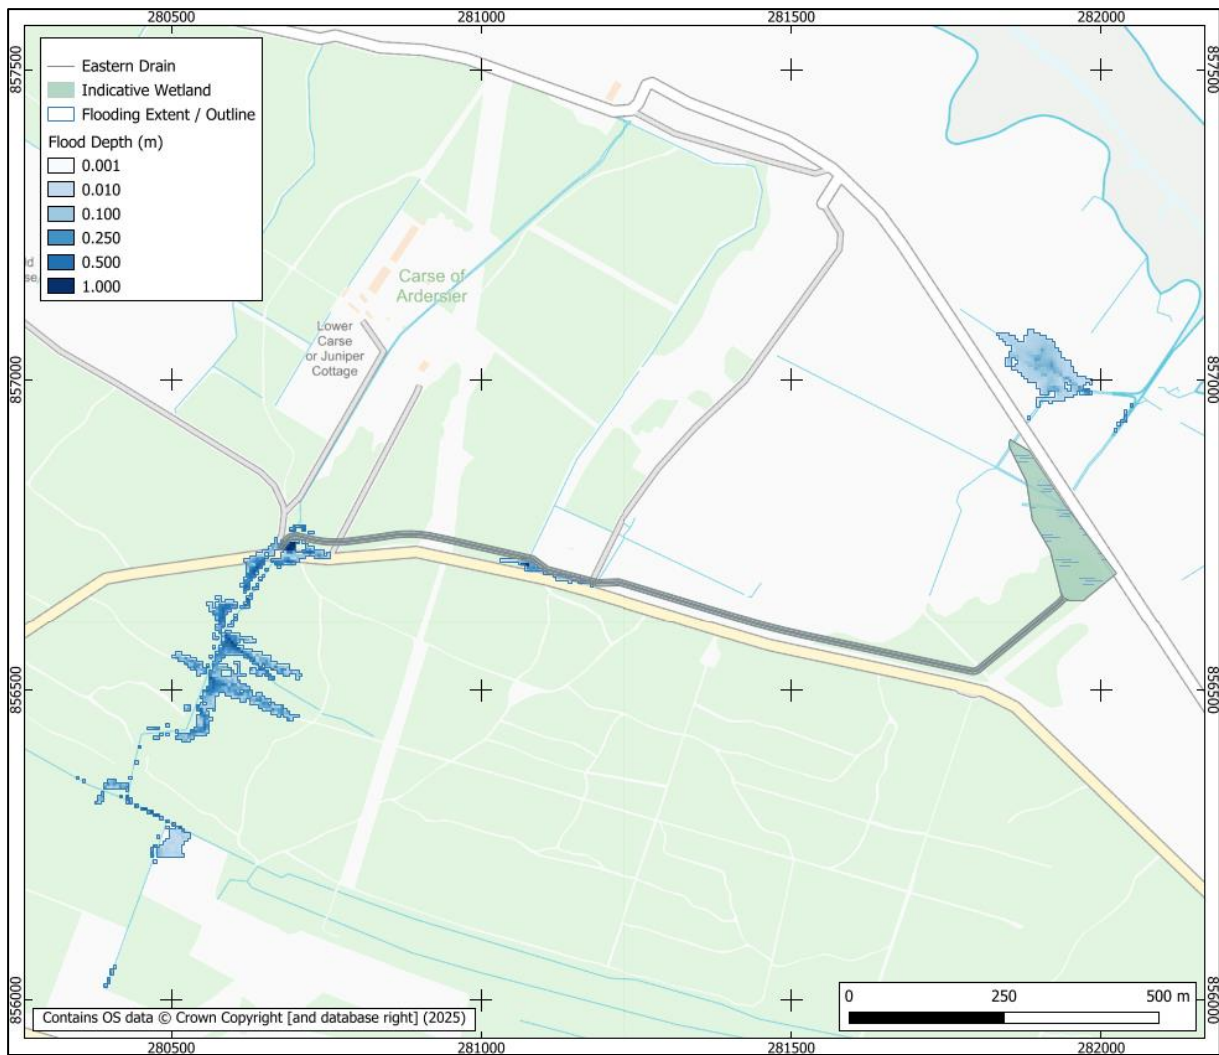 280500 281000 281500 282000
857500
857500
Eastern Drain
Indicative Wetland
Flooding Extent / Outline
Flood Depth (m)
0.001
0.010
0.100
0.250
0.500
1.000
Carse of
Ardersier
Lower
Carse
or Juniper
Cottage
857000
857000
856500
856500
856000
856000
0 250 500 m
Contains OS data © Crown Copyright [and database right] (2025)
280500 281000 281500 282000